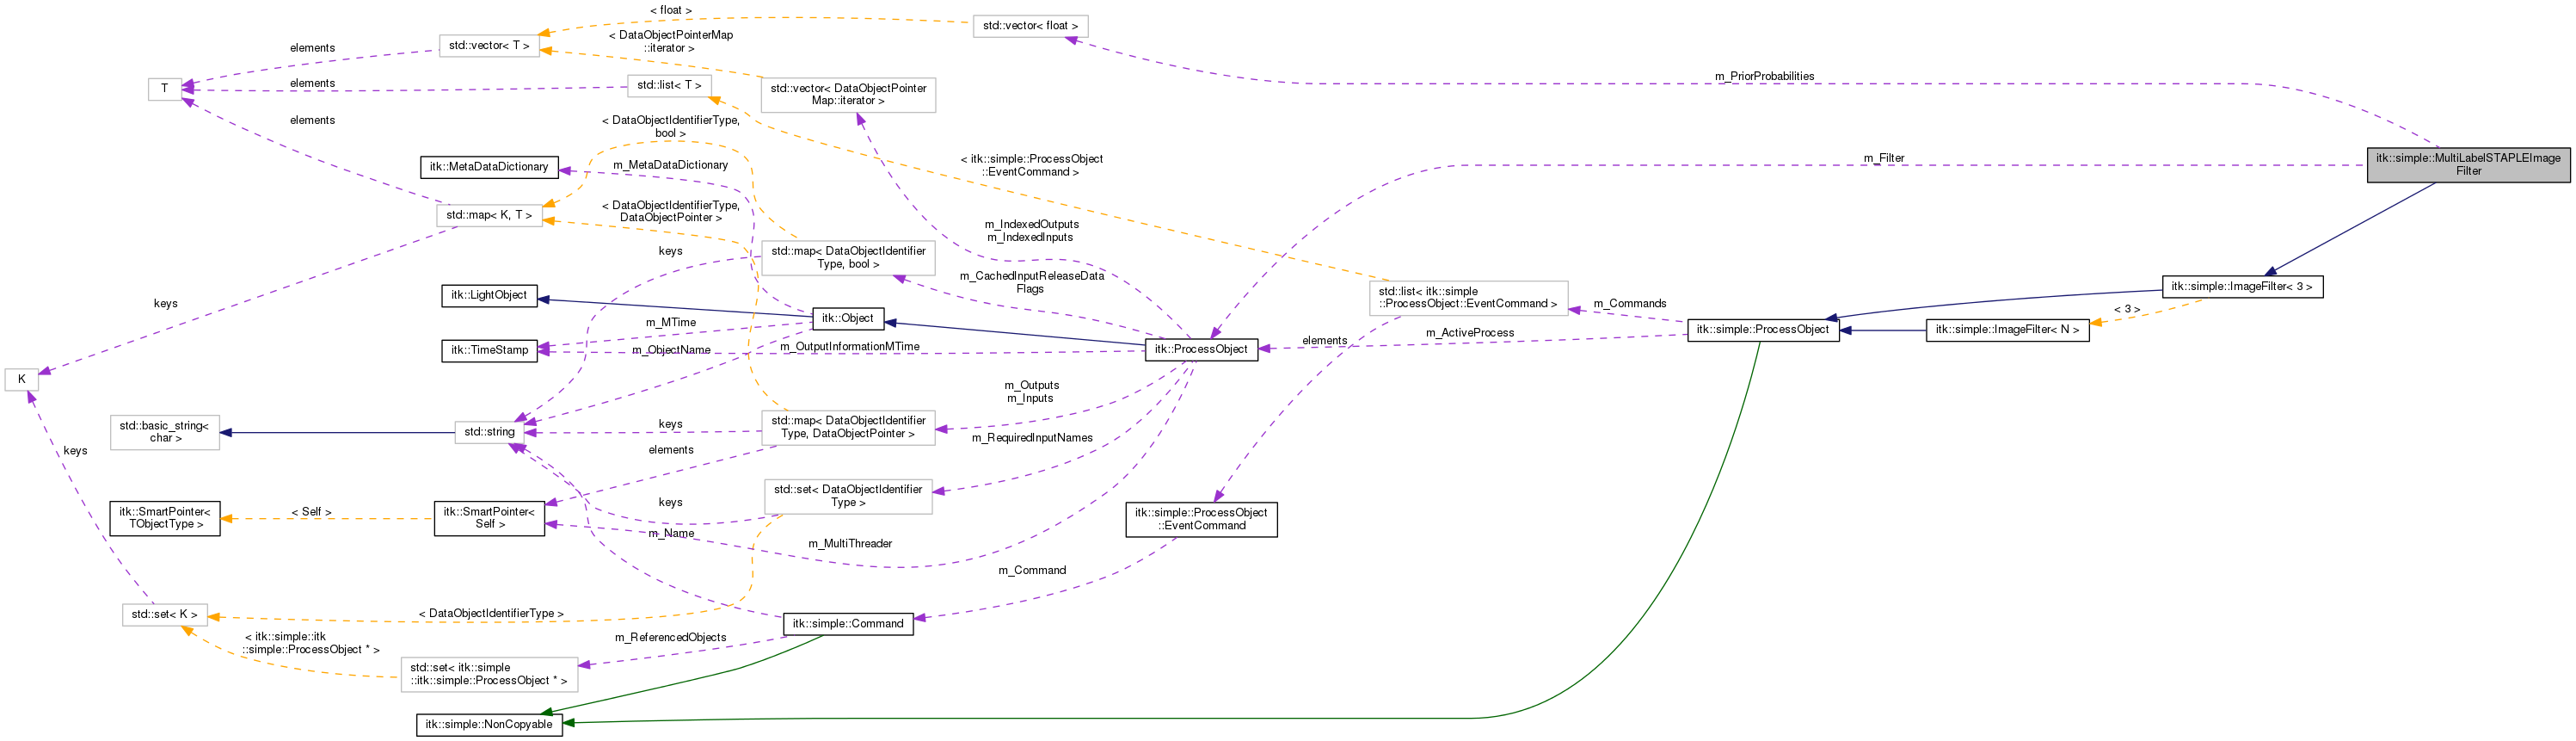 < float >
std::vector< float >
std::vector< T >
< DataObjectPointerMap
::iterator >
elements
m_PriorProbabilities
T
elements
std::list< T >
std::vector< DataObjectPointer
Map::iterator >
elements
< DataObjectIdentifierType,
bool >
itk::MetaDataDictionary
m_MetaDataDictionary
< itk::simple::ProcessObject
::EventCommand >
m_Filter
itk::simple::MultiLabelSTAPLEImage
Filter
std::map< K, T >
< DataObjectIdentifierType,
DataObjectPointer >
m_IndexedOutputs
m_IndexedInputs
keys
std::map< DataObjectIdentifier
Type, bool >
m_CachedInputReleaseData
Flags
std::list< itk::simple
::ProcessObject::EventCommand >
m_Commands
itk::simple::ImageFilter< 3 >
< 3 >
keys
itk::LightObject
itk::Object
m_MTime
itk::TimeStamp
m_ObjectName
m_OutputInformationMTime
itk::ProcessObject
elements
m_ActiveProcess
itk::simple::ProcessObject
itk::simple::ImageFilter< N >
K
m_Outputs
m_Inputs
std::basic_string<
char >
std::string
keys
std::map< DataObjectIdentifier
Type, DataObjectPointer >
m_RequiredInputNames
keys
elements
std::set< DataObjectIdentifier
Type >
itk::SmartPointer<
TObjectType >
< Self >
itk::SmartPointer<
Self >
keys
itk::simple::ProcessObject
::EventCommand
m_Name
m_MultiThreader
m_Command
std::set< K >
< DataObjectIdentifierType >
itk::simple::Command
< itk::simple::itk
::simple::ProcessObject * >
m_ReferencedObjects
std::set< itk::simple
::itk::simple::ProcessObject * >
itk::simple::NonCopyable